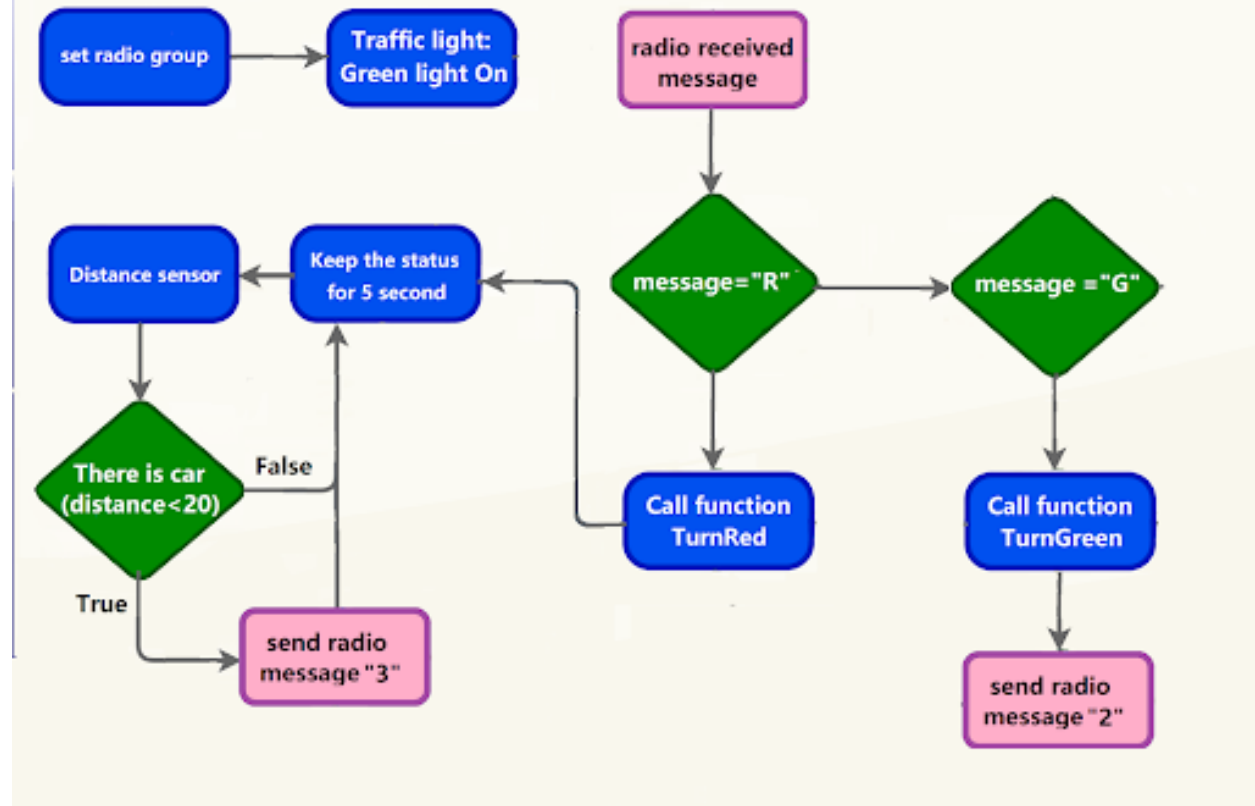 set radio group
Traffic light:
Green light On
radio received
message
Distance sensor
Keep the status
for 5 second
message="R"
message ="G"
There is car
(distance<20)
False
True
Call function
TurnRed
Call function
TurnGreen
send radio
message "3"
send radio
message "2"